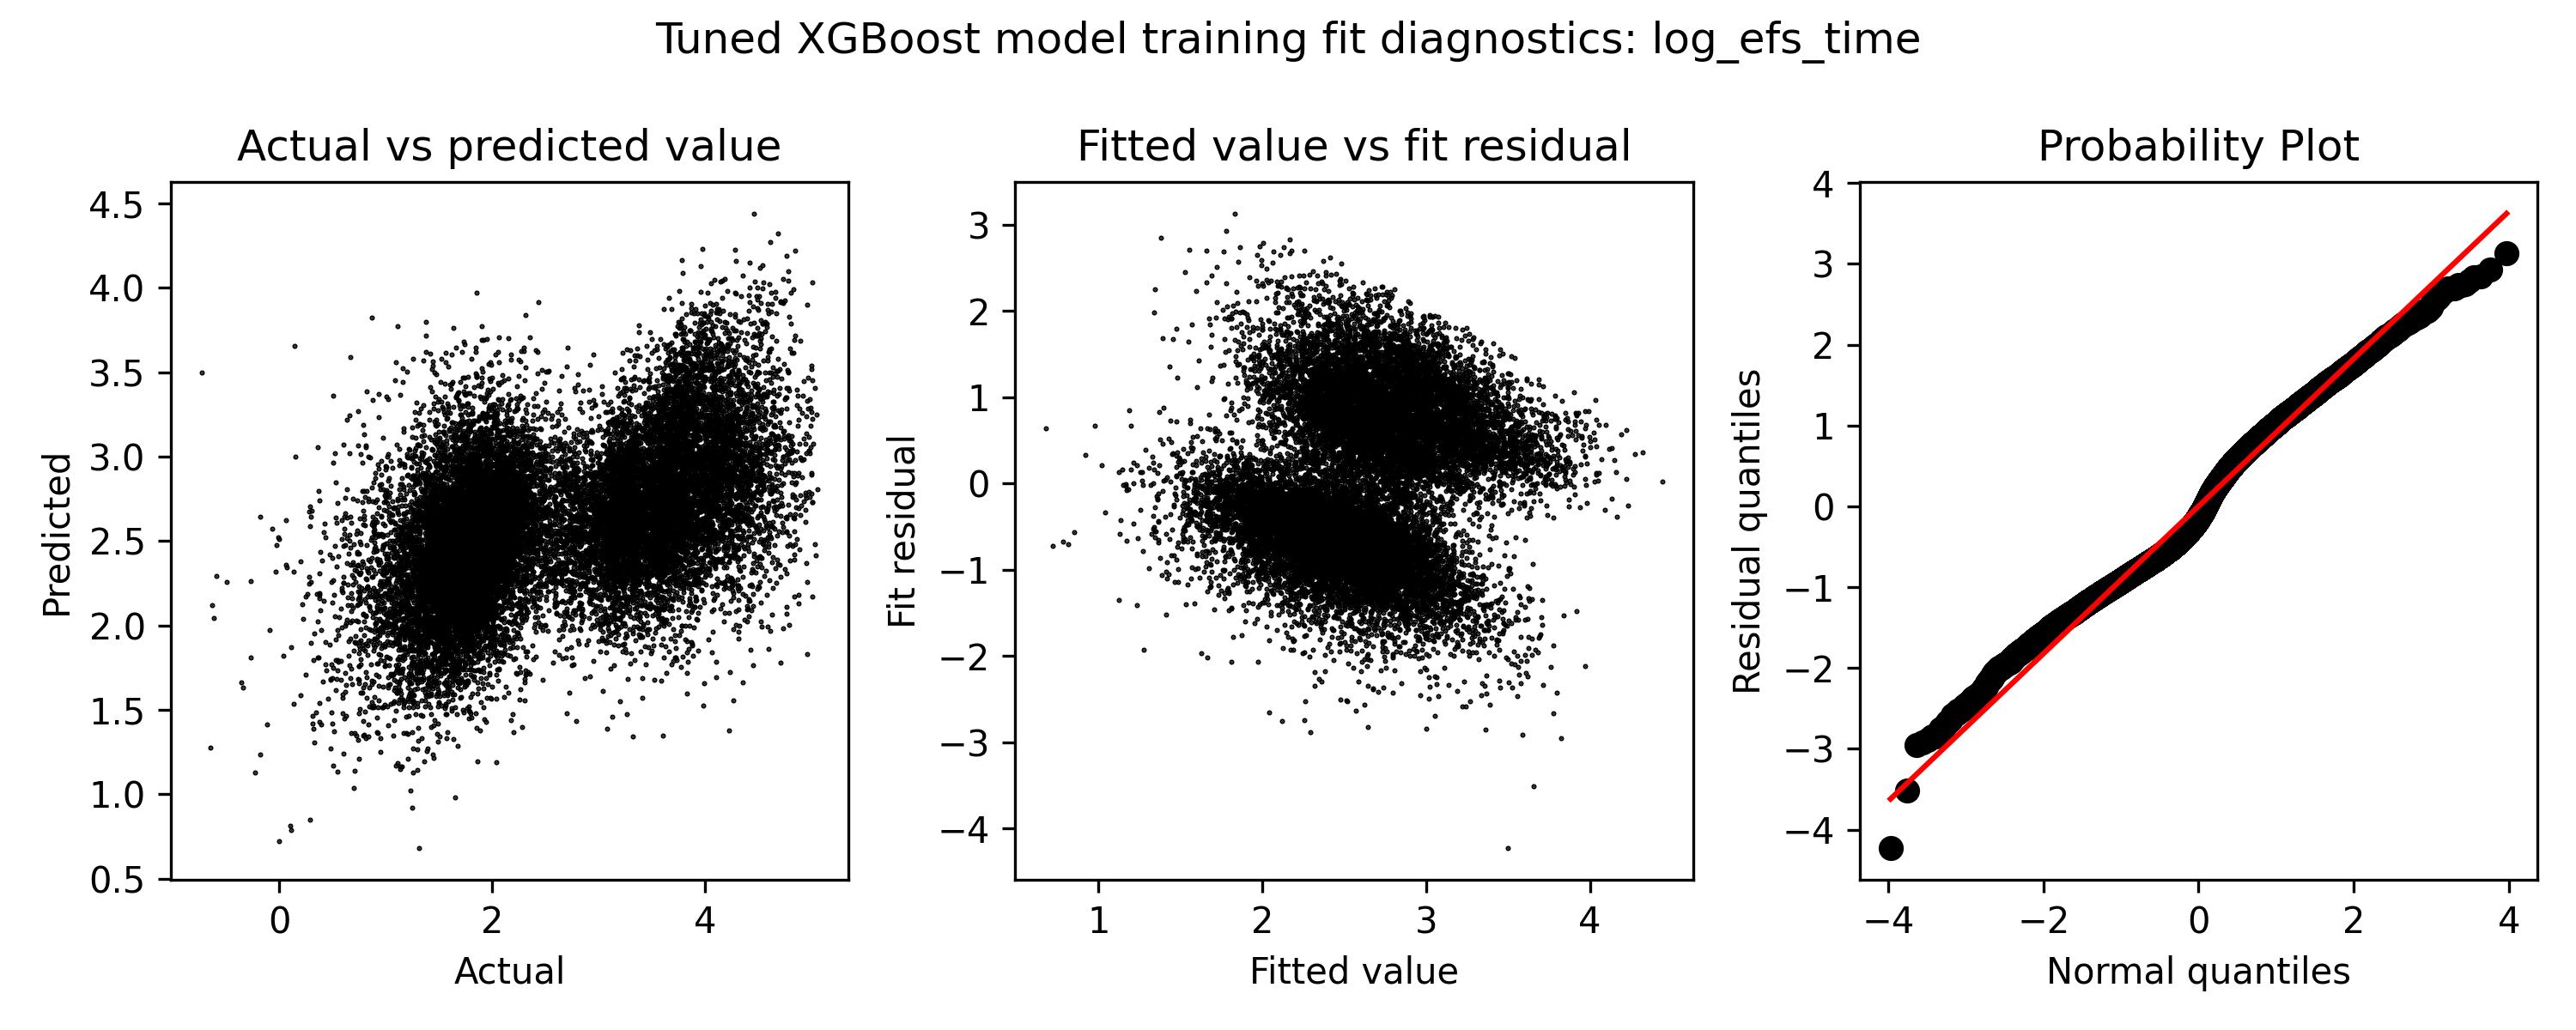 Tuned XGBoost model training fit diagnostics: log_efs_time
Actual vs predicted value
4.5
4.0
3.5
3.0
2.5
2.0
1.5
1.0
0.5
Predicted
0 2 4
Actual
Fitted value vs fit residual
3
2
1
0
−1
−2
−3
−4
Fit residual
1 2 3 4
Fitted value
Probability Plot
4
3
2
1
0
−1
−2
−3
−4
Residual quantiles
−4 −2 0 2 4
Normal quantiles